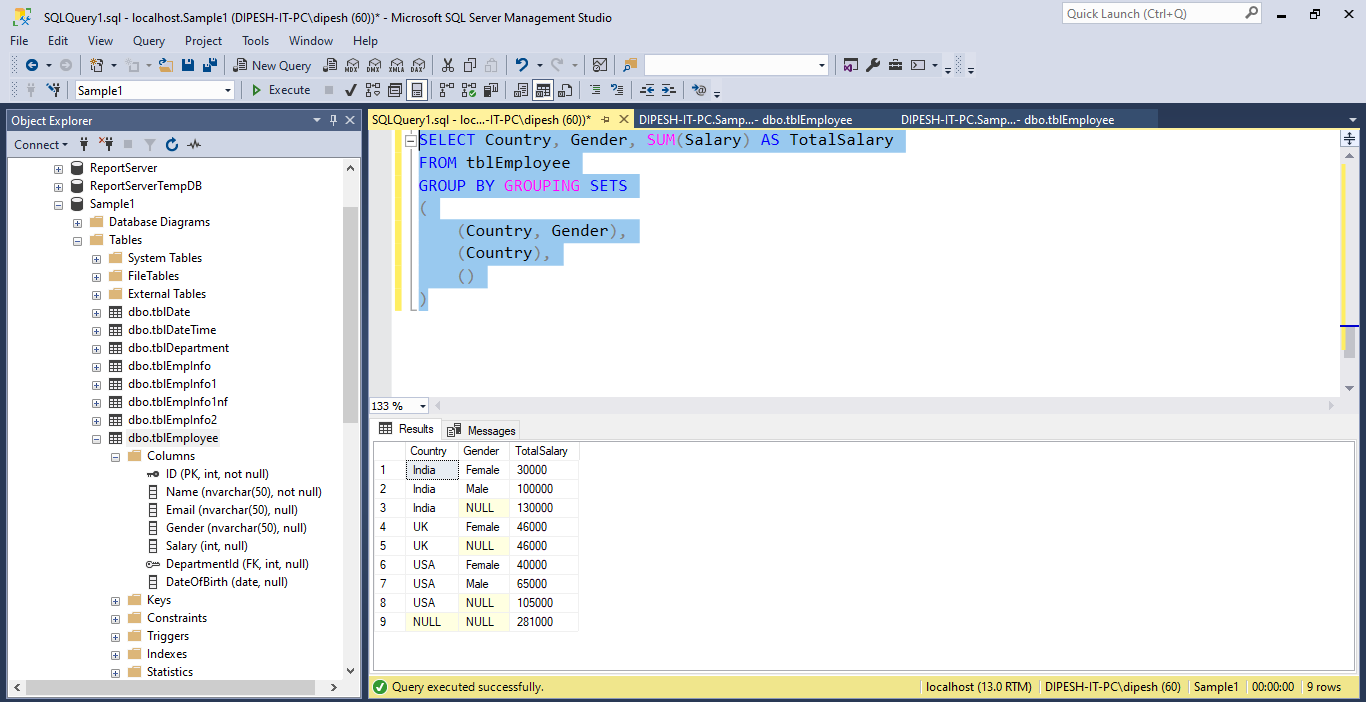 SQLQuery1.sql - localhost.Sample1 (DIPESH-IT-PC\dipesh (60))* - Microsoft SQL Server Management Studio
Quick Launch (Ctrl+Q)
File Edit View Query Project Tools Window Help
New Query MDX DMX XMLA DAX
Sample1 Execute
Object Explorer
Connect
ReportServer
ReportServerTempDB
Sample1
Database Diagrams
Tables
System Tables
FileTables
External Tables
dbo.tblDate
dbo.tblDateTime
dbo.tblDepartment
dbo.tblEmpInfo
dbo.tblEmpInfo1
dbo.tblEmpInfo1nf
dbo.tblEmpInfo2
dbo.tblEmployee
Columns
ID (PK, int, not null)
Name (nvarchar(50), not null)
Email (nvarchar(50), null)
Gender (nvarchar(50), null)
Salary (int, null)
DepartmentId (FK, int, null)
DateOfBirth (date, null)
Keys
Constraints
Triggers
Indexes
Statistics
SQLQuery1.sql - loc...-IT-PC\dipesh (60))* DIPESH-IT-PC.Samp...- dbo.tblEmployee DIPESH-IT-PC.Samp...- dbo.tblEmployee
SELECT Country, Gender, SUM(Salary) AS TotalSalary
FROM tblEmployee
GROUP BY GROUPING SETS
(
(Country, Gender),
(Country),
()
)
133 %
Results Messages
Country Gender TotalSalary
1 India Female 30000
2 India Male 100000
3 India NULL 130000
4 UK Female 46000
5 UK NULL 46000
6 USA Female 40000
7 USA Male 65000
8 USA NULL 105000
9 NULL NULL 281000
Query executed successfully. localhost (13.0 RTM) DIPESH-IT-PC\dipesh (60) Sample1 00:00:00 9 rows